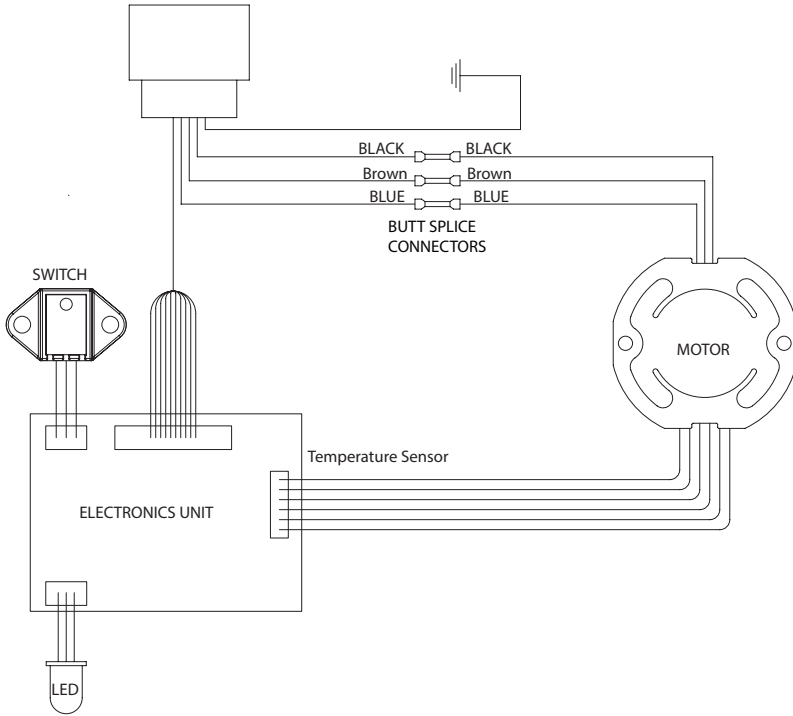 BLACK BLACK
Brown Brown
BLUE BLUE
BUTT SPLICE
CONNECTORS
SWITCH
MOTOR
Temperature Sensor
ELECTRONICS UNIT
LED